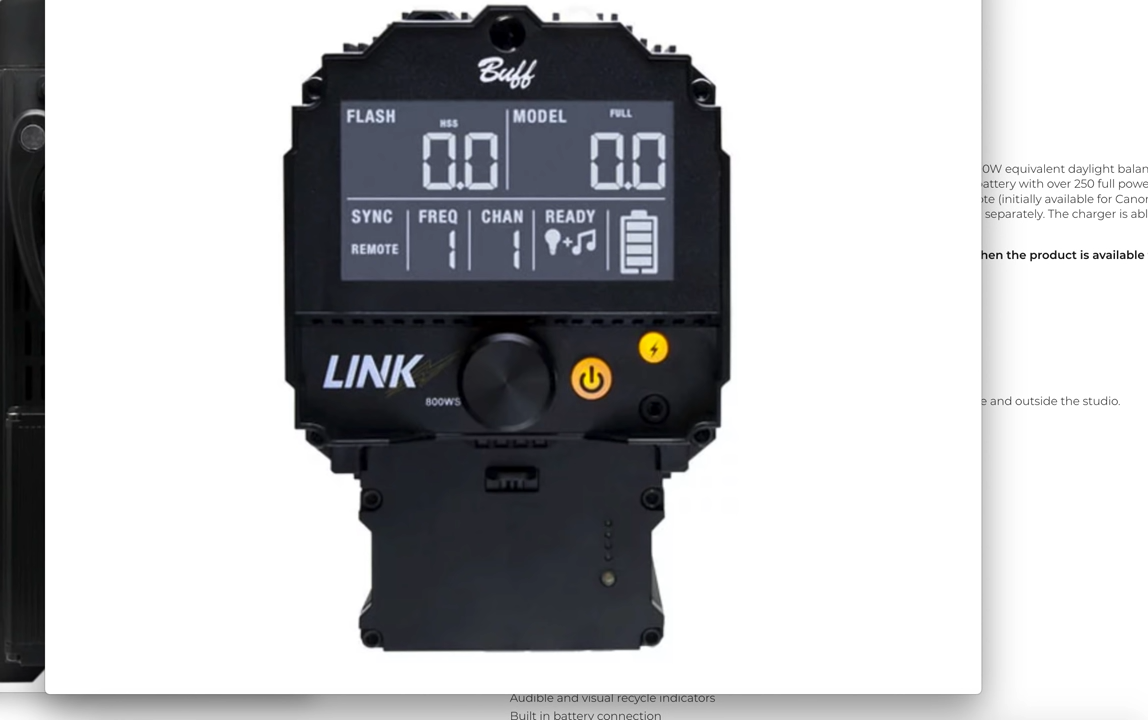 Buff
FLASH
HSS
0.0
MODEL
FULL
0.0
SYNC
REMOTE
FREQ
1
CHAN
1
READY
+
LINK
800WS
0W equivalent daylight balan
attery with over 250 full powe
te (initially available for Canor
separately. The charger is abl
hen the product is available
e and outside the studio.
Audible and visual recycle indicators
Built in battery connection